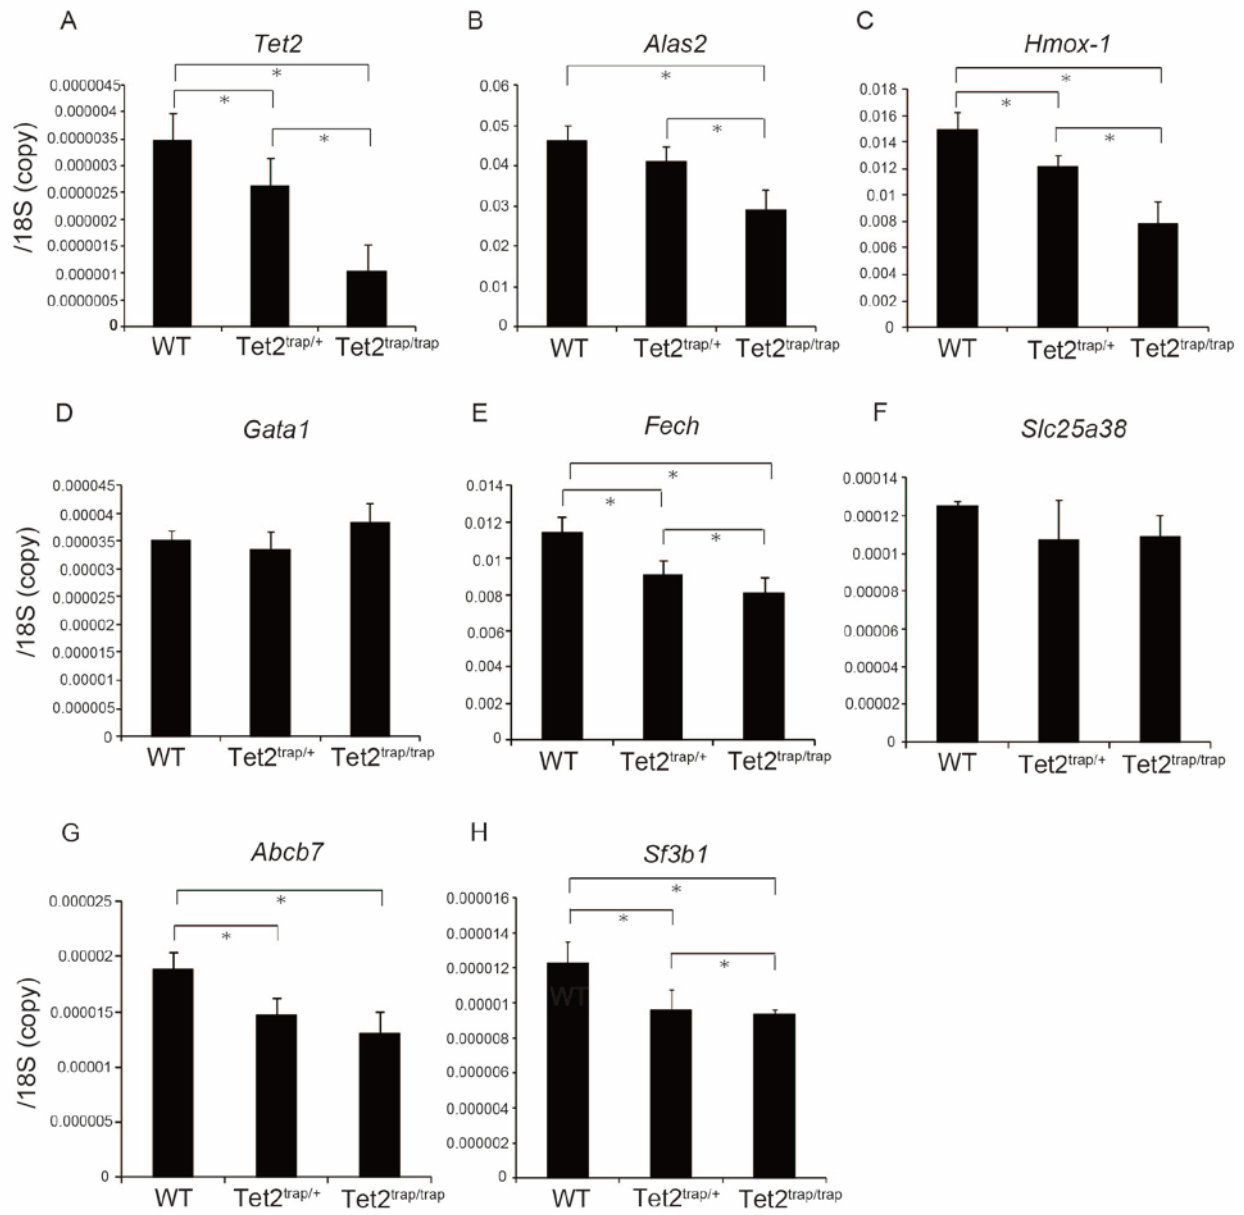 A
Tet2
*
*
*
/18S (copy)
0.0000045
0.000004
0.0000035
0.000003
0.0000025
0.000002
0.0000015
0.000001
0.0000005
0
WT
Tet2trap/+
Tet2trap/trap
B
Alas2
*
*
0.06
0.05
0.04
0.03
0.02
0.01
0
WT
Tet2trap/+
Tet2trap/trap
C
Hmox-1
*
*
*
0.018
0.016
0.014
0.012
0.01
0.008
0.006
0.004
0.002
0
WT
Tet2trap/+
Tet2trap/trap
D
Gata1
/18S (copy)
0.000045
0.00004
0.000035
0.00003
0.000025
0.00002
0.000015
0.00001
0.000005
0
WT
Tet2trap/+
Tet2trap/trap
E
Fech
*
*
*
0.014
0.012
0.01
0.008
0.006
0.004
0.002
0
WT
Tet2trap/+
Tet2trap/trap
F
Slc25a38
0.00014
0.00012
0.0001
0.00008
0.00006
0.00004
0.00002
0
WT
Tet2trap/+
Tet2trap/trap
G
Abcb7
*
*
/18S (copy)
0.000025
0.00002
0.000015
0.00001
0.000005
0
WT
Tet2trap/+
Tet2trap/trap
H
Sf3b1
*
*
*
0.000016
0.000014
0.000012
0.00001
0.000008
0.000006
0.000004
0.000002
0
WT
WT
Tet2trap/+
Tet2trap/trap